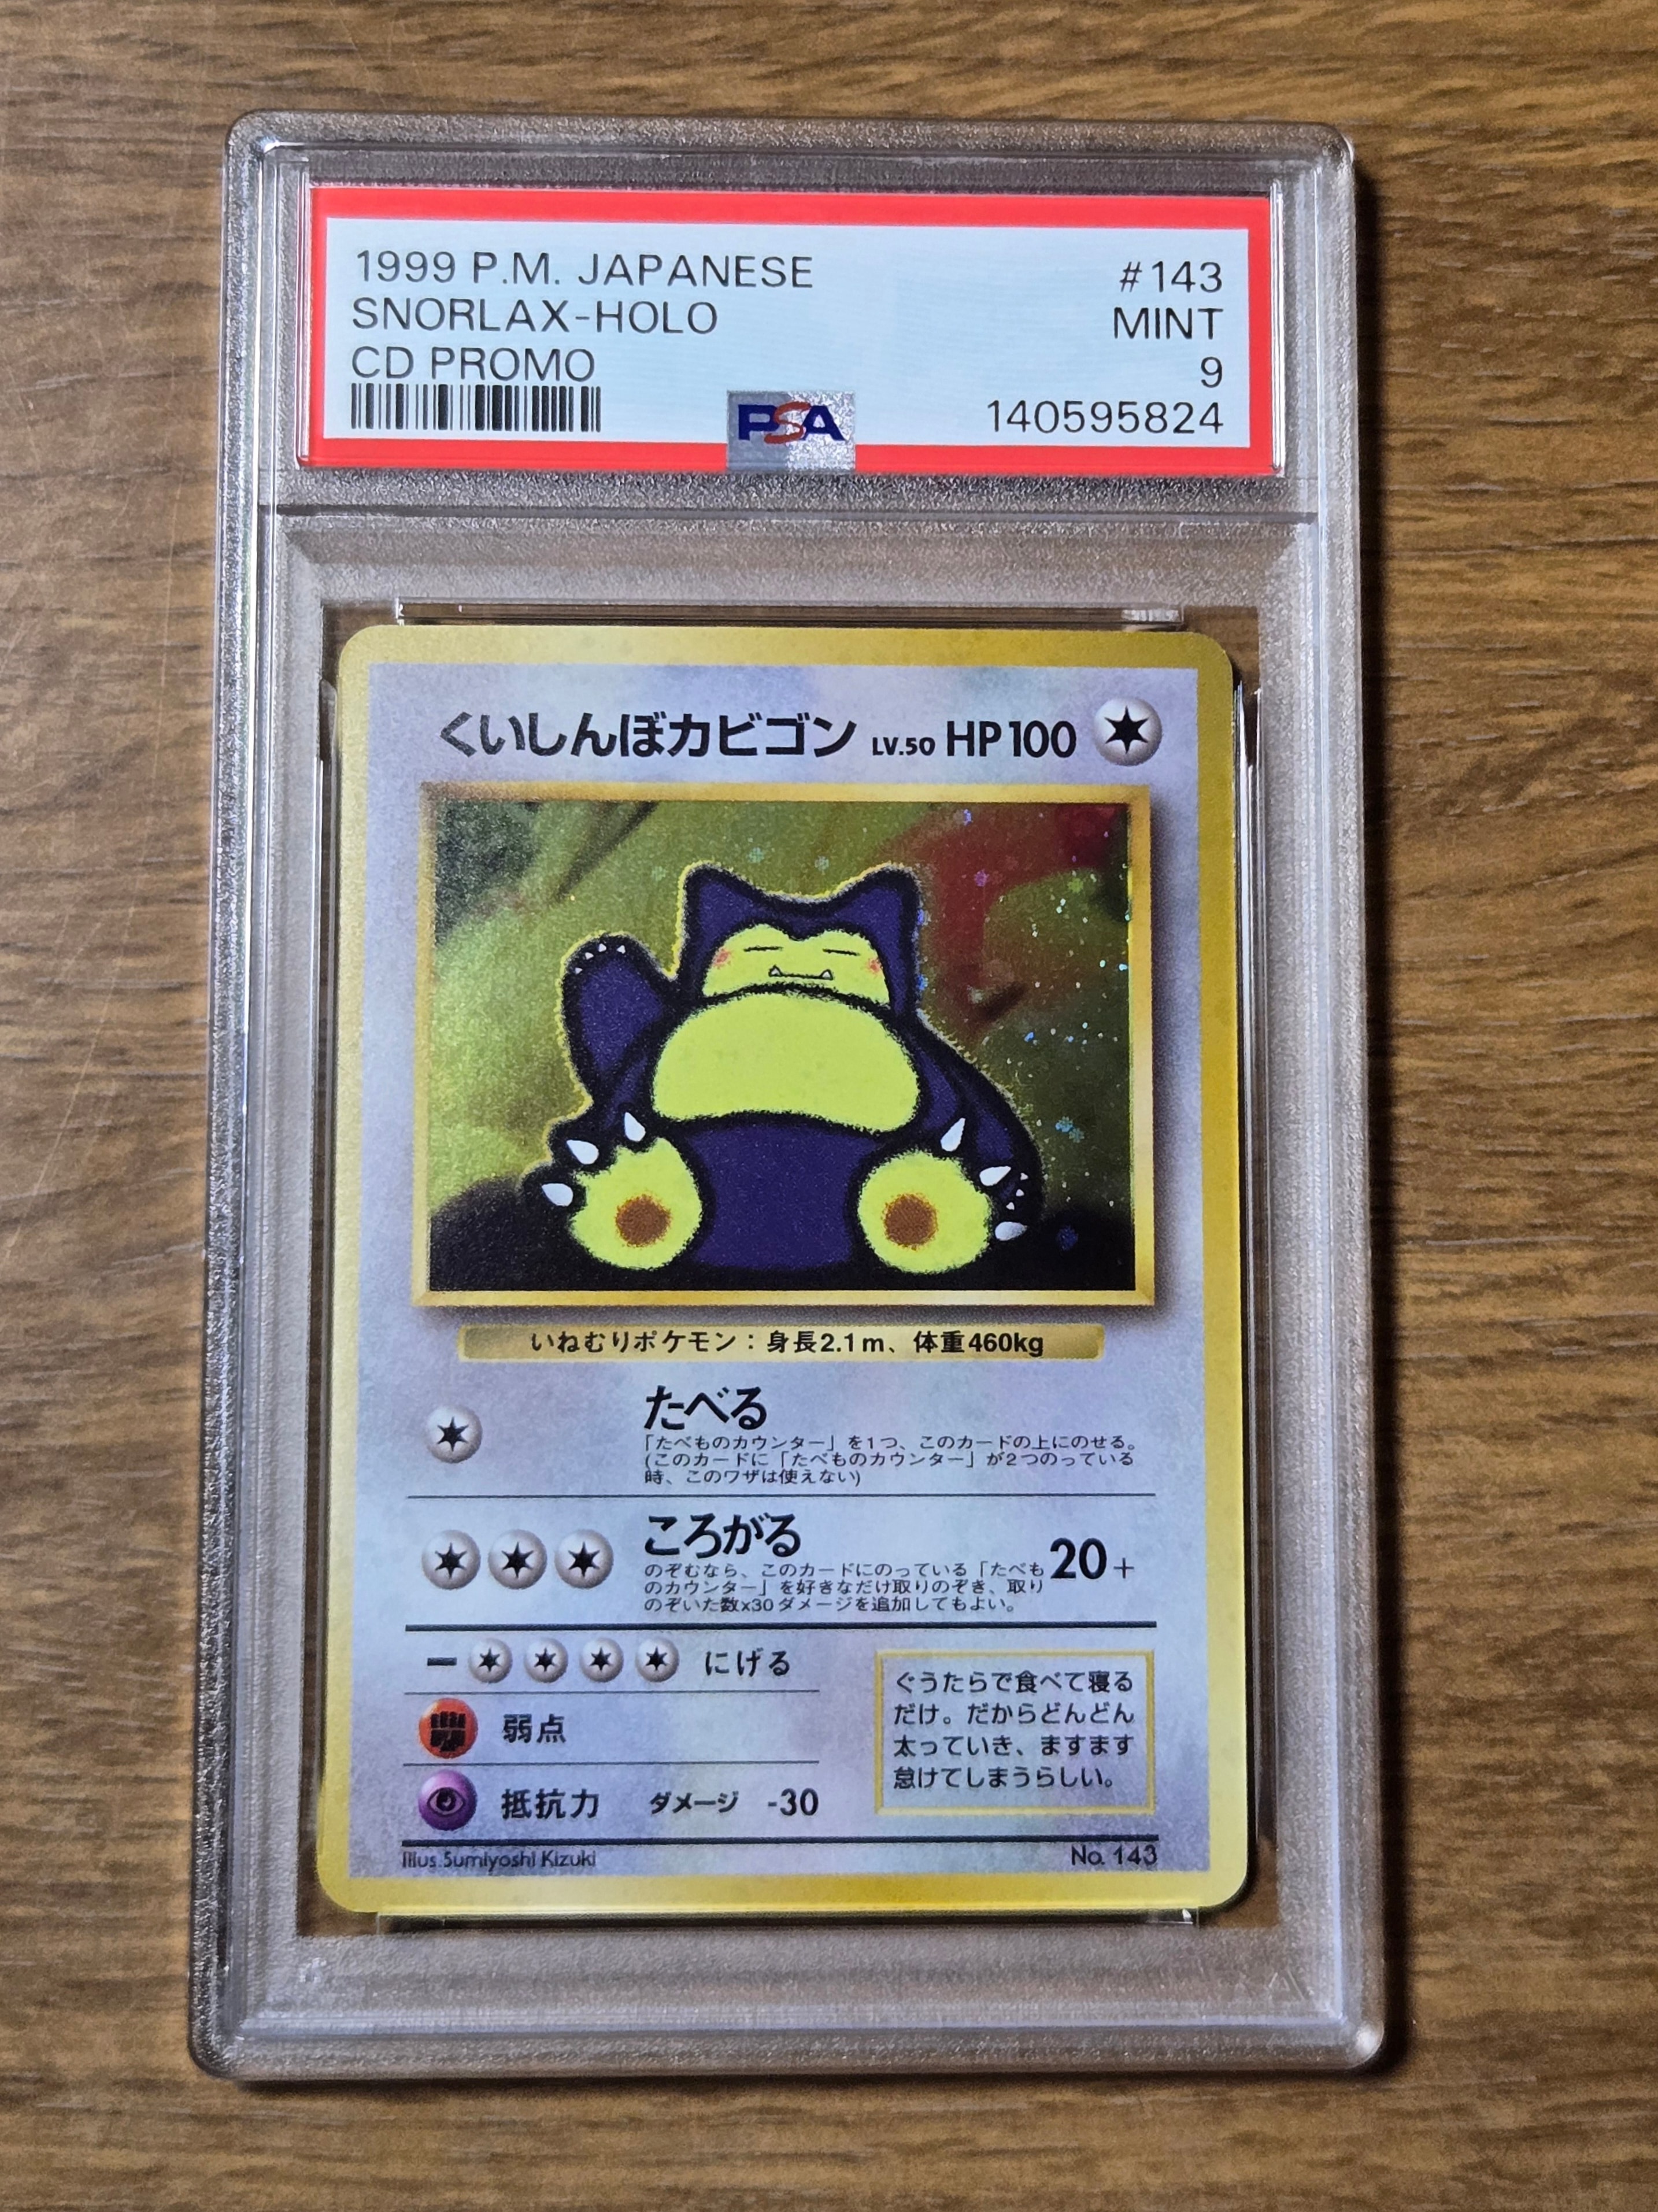 1999 P.M. JAPANESE #143
SNORLAX-HOLO MINT
CD PROMO 9
PSA 140595824
くいしんぼカビゴン LV.50 HP100
いねむりポケモン：身長2.1m、体重460kg
たべる
「たべものカウンター」を1つ、このカードの上にのせる。
(このカードに「たべものカウンター」が2つのっている
時、このワザは使えない)
ころがる 20+
のぞむなら、このカードにのっている「たべも
のカウンター」を好きなだけ取りのぞき、取り
のぞいた数x30ダメージを追加してもよい。
ー にげる
弱点
抵抗力 ダメージ -30
ぐうたらで食べて寝る
だけ。だからどんどん
太っていき、ますます
怠けてしまうらしい。
Illus.Sumiyoshi Kizuki No. 143